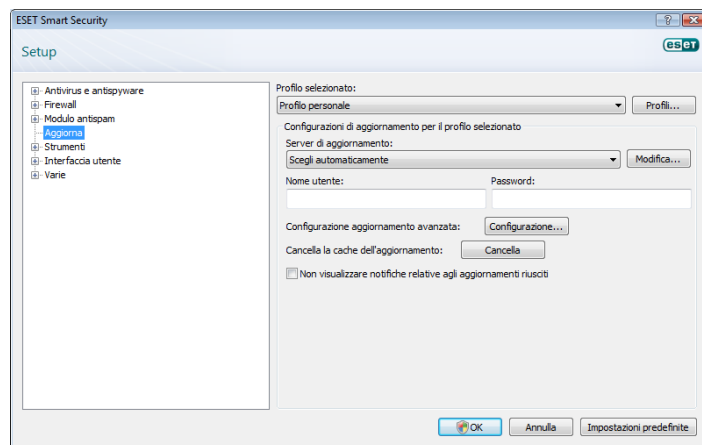 ESET Smart Security
Setup
eset
Antivirus e antispyware
Firewall
Modulo antispam
Aggiorna
Strumenti
Interfaccia utente
Varie
Profilo selezionato:
Profilo personale
Profili...
Configurazioni di aggiornamento per il profilo selezionato
Server di aggiornamento:
Scegli automaticamente
Modifica...
Nome utente: Password:
Configurazione aggiornamento avanzata: Configurazione...
Cancella la cache dell'aggiornamento: Cancella
Non visualizzare notifiche relative agli aggiornamenti riusciti
OK Annulla Impostazioni predefinite